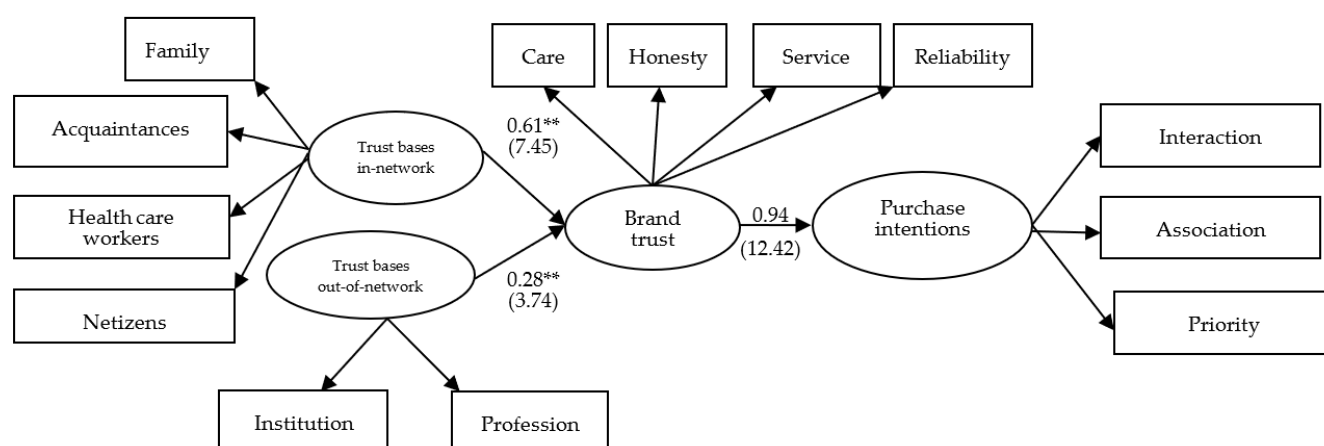 Family
Acquaintances
Health care
workers
Netizens
Trust bases
in-network
Trust bases
out-of-network
Institution
Profession
0.61**
(7.45)
0.28**
(3.74)
Care
Honesty
Service
Reliability
Brand
trust
0.94
(12.42)
Purchase
intentions
Interaction
Association
Priority